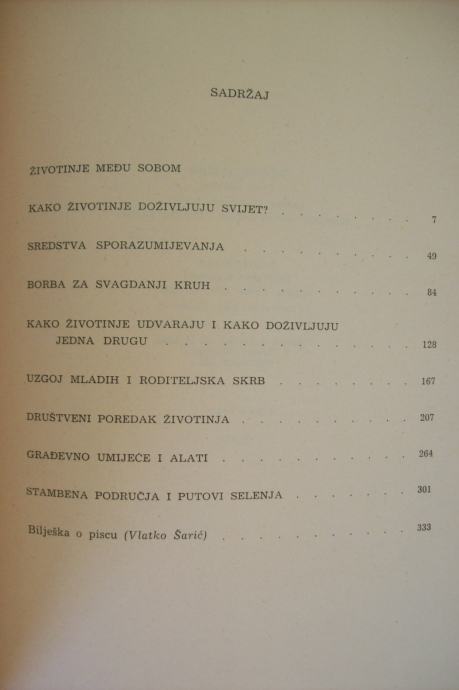 SADRŽAJ
ŽIVOTINJE MEĐU SOBOM
KAKO ŽIVOTINJE DOŽIVLJUJU SVIJET? . . . . . . . . 7
SREDSTVA SPORAZUMIJEVANJA . . . . . . . . . 49
BORBA ZA SVAGDANJI KRUH . . . . . . . . . 84
KAKO ŽIVOTINJE UDVARAJU I KAKO DOŽIVLJUJU
JEDNA DRUGU . . . . . . . . . . . . 128
UZGOJ MLADIH I RODITELJSKA SKRB . . . . . . . 167
DRUŠTVENI POREDAK ŽIVOTINJA . . . . . . . . 207
GRAĐEVNO UMIJEĆE I ALATI . . . . . . . . . 264
STAMBENA PODRUČJA I PUTOVI SELENJA . . . . . . 301
Bilješka o piscu (Vlatko Šarić) . . . . . . . . . 333